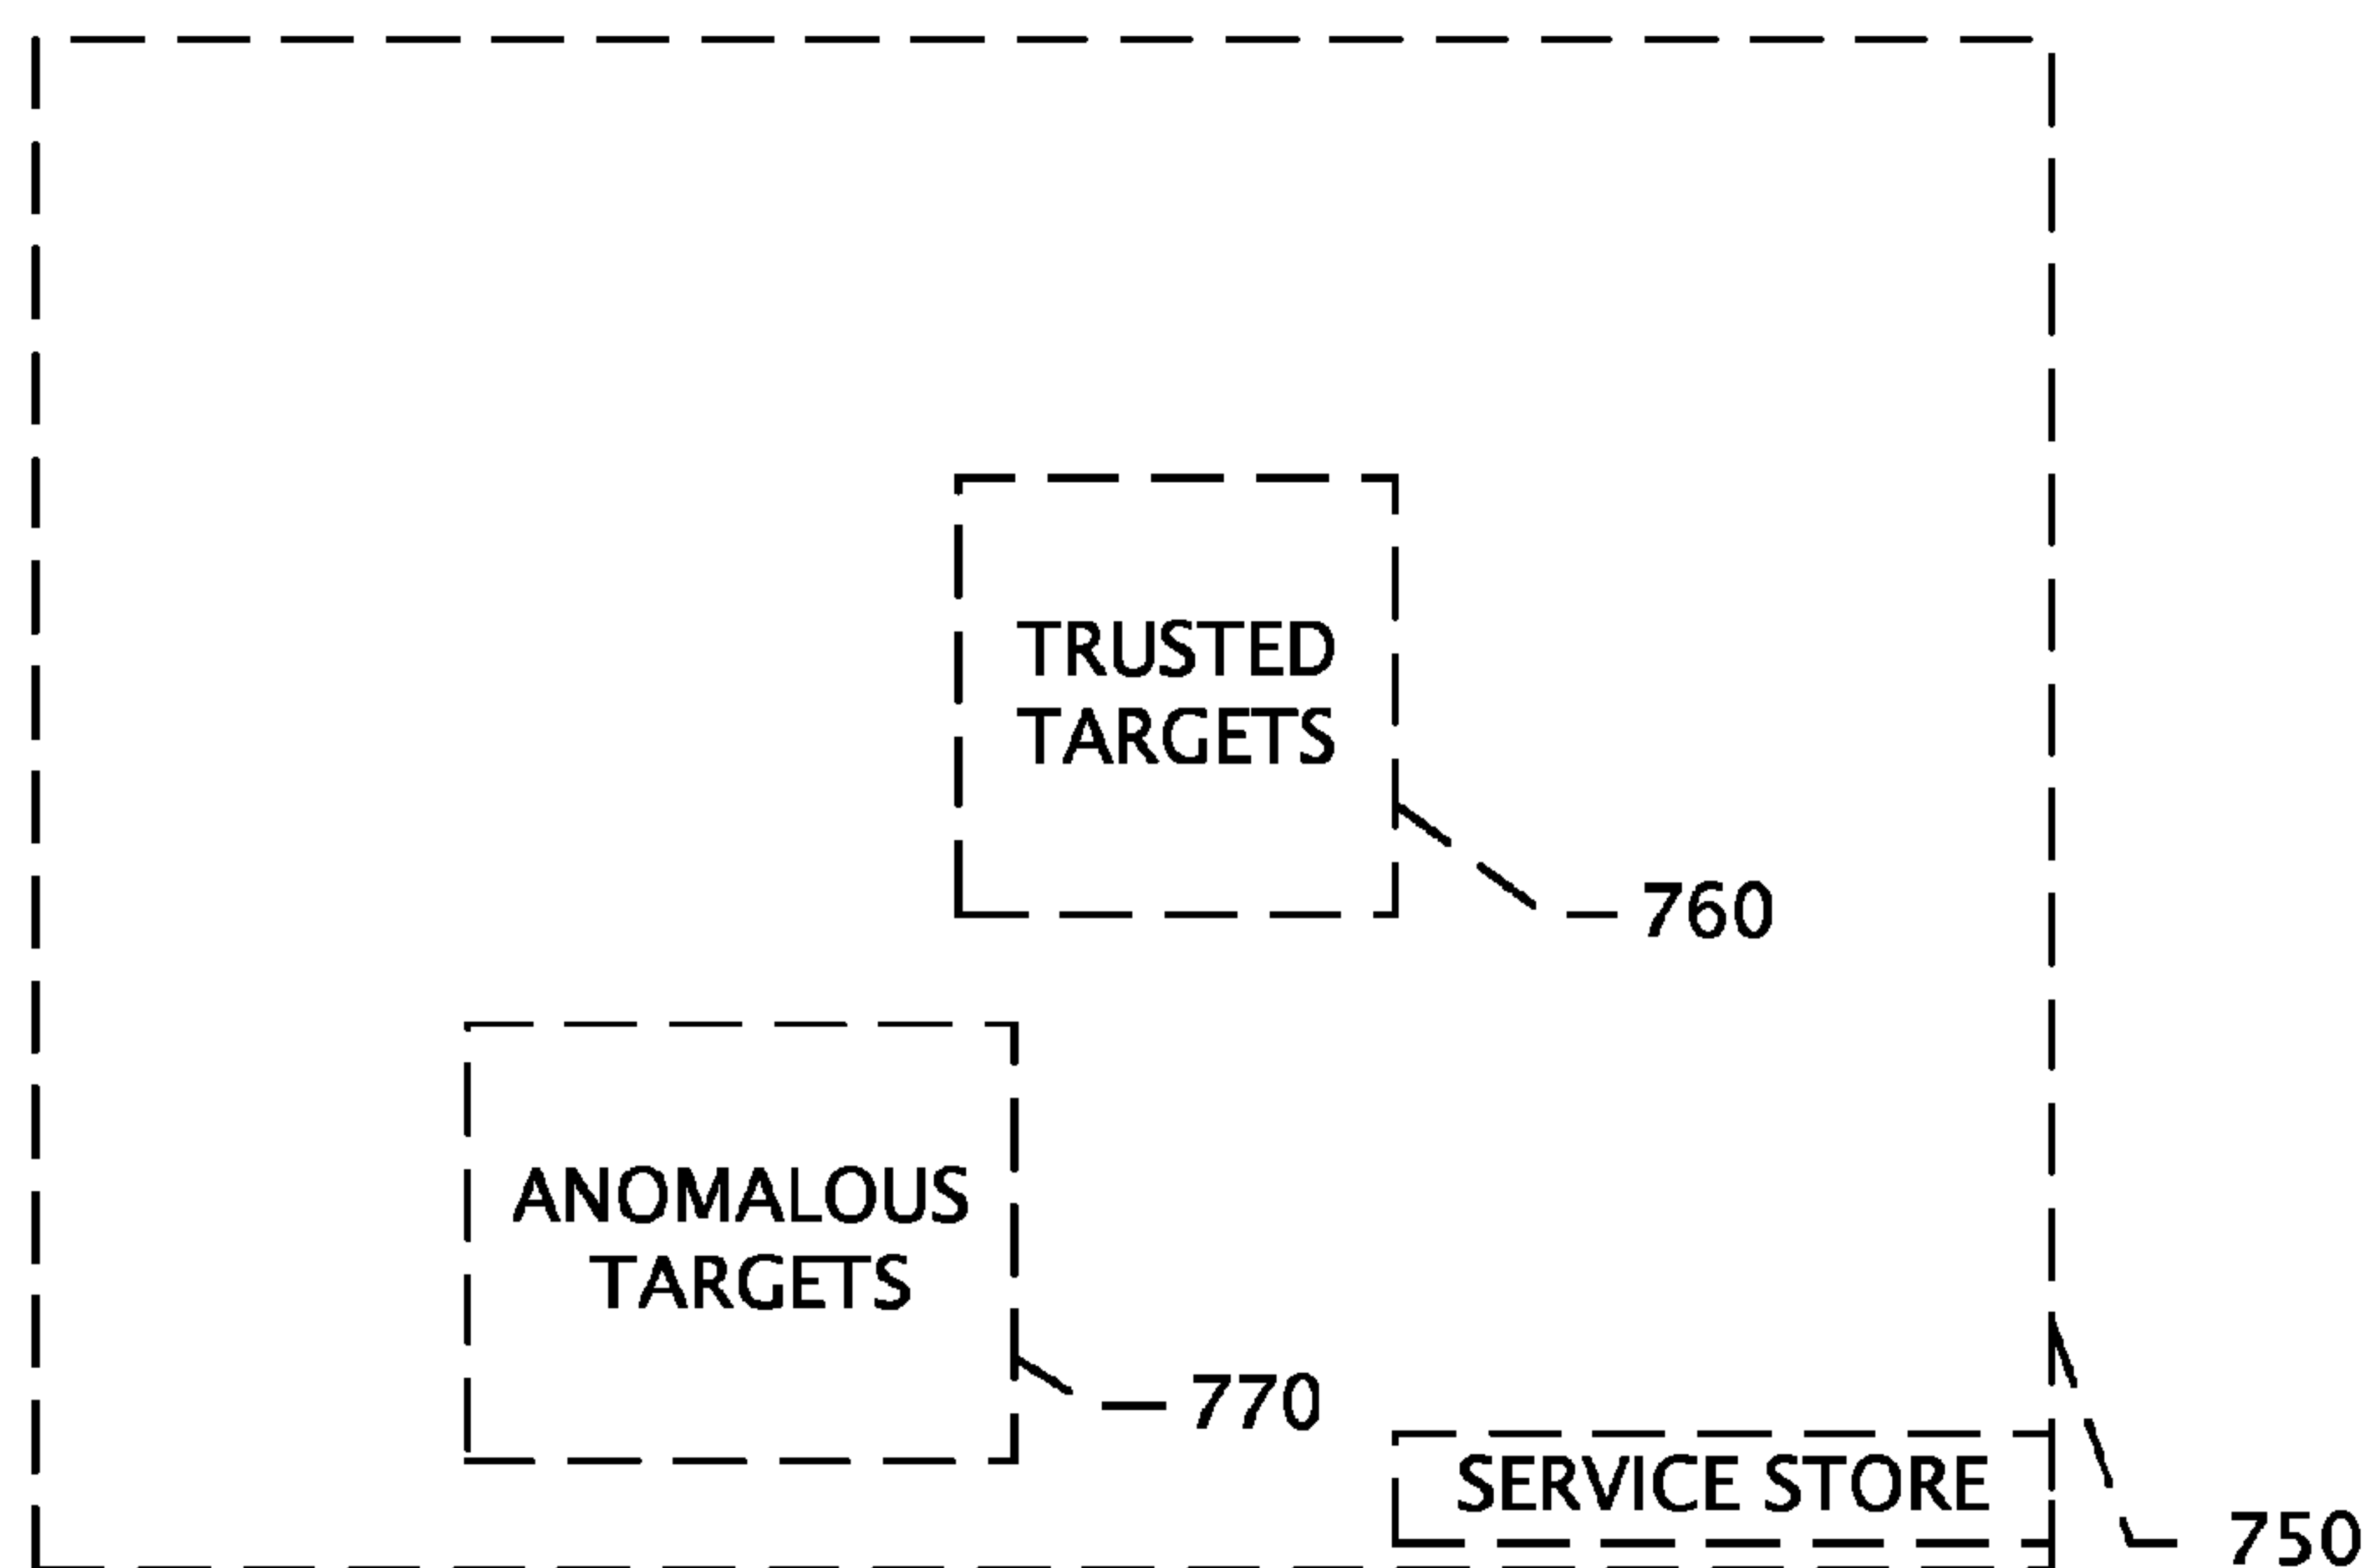 TRUSTED
TARGETS
760
ANOMALOUS
TARGETS
770
SERVICE STORE
750